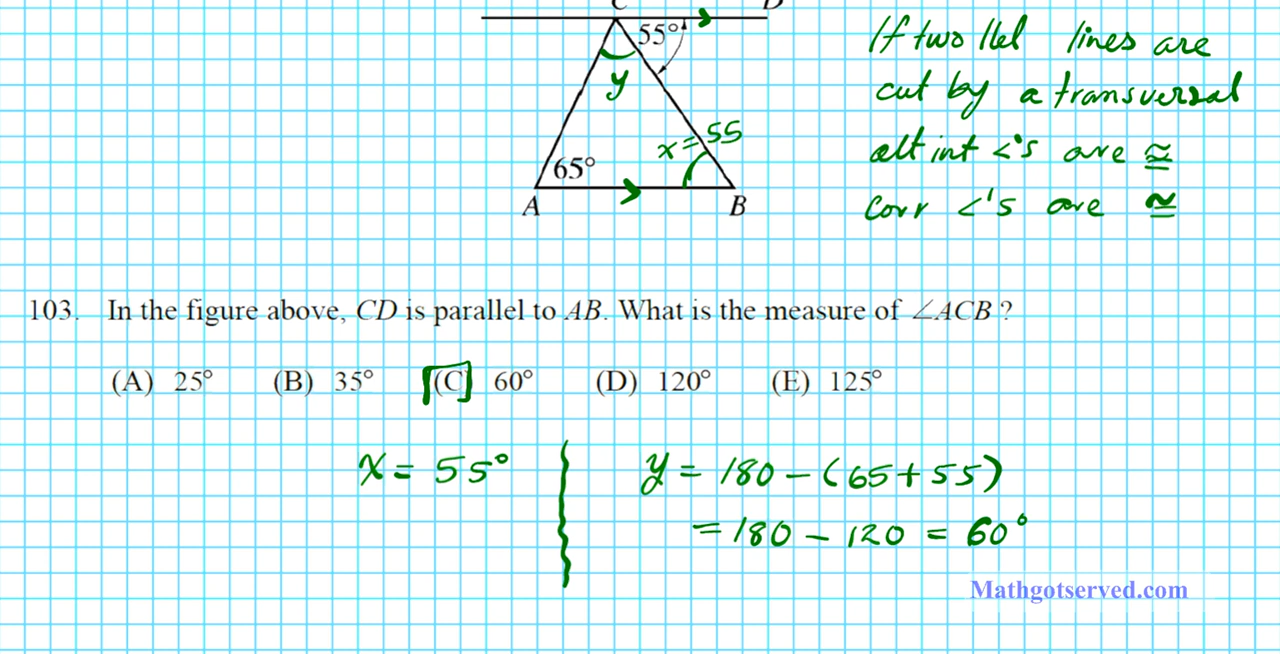 C D
55°
y
x = 55
65°
A B
If two llel lines are
cut by a transversal
alt int <'s are ≅
Corr <'s are ≅
103. In the figure above, CD is parallel to AB. What is the measure of ∠ACB ?
(A) 25° (B) 35° (C) 60° (D) 120° (E) 125°
x = 55°
y = 180 - (65 + 55)
= 180 - 120 = 60°
Mathgotserved.com